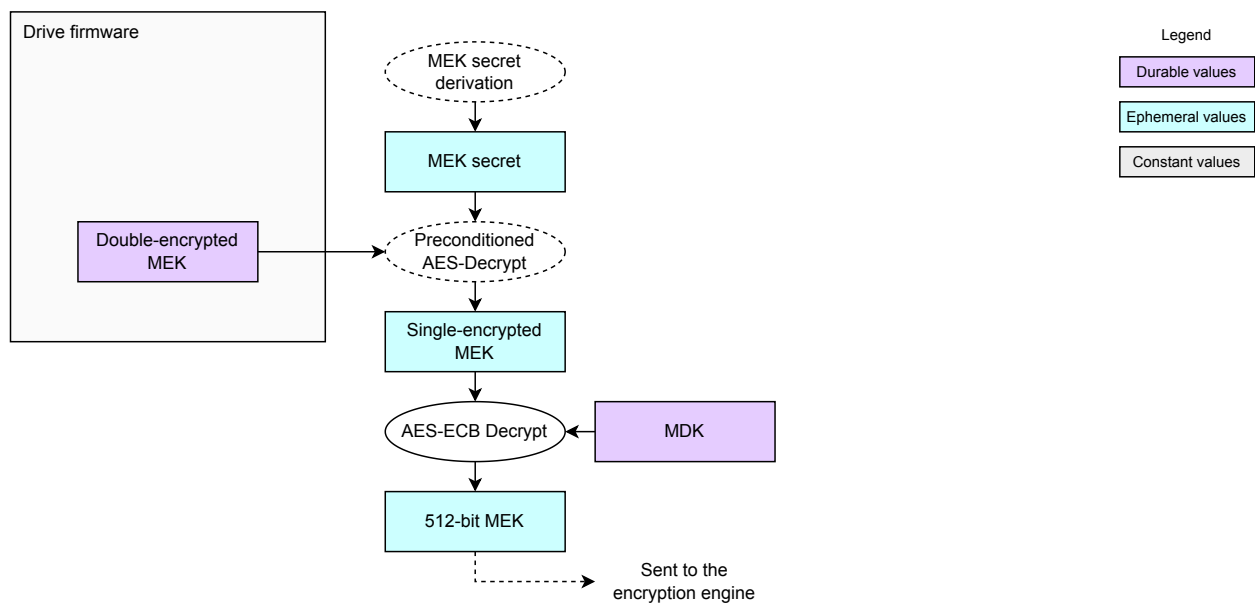 Drive firmware
MEK secret
derivation
MEK secret
Double-encrypted
MEK
Preconditioned
AES-Decrypt
Single-encrypted
MEK
AES-ECB Decrypt
MDK
512-bit MEK
Sent to the
encryption engine
Legend
Durable values
Ephemeral values
Constant values